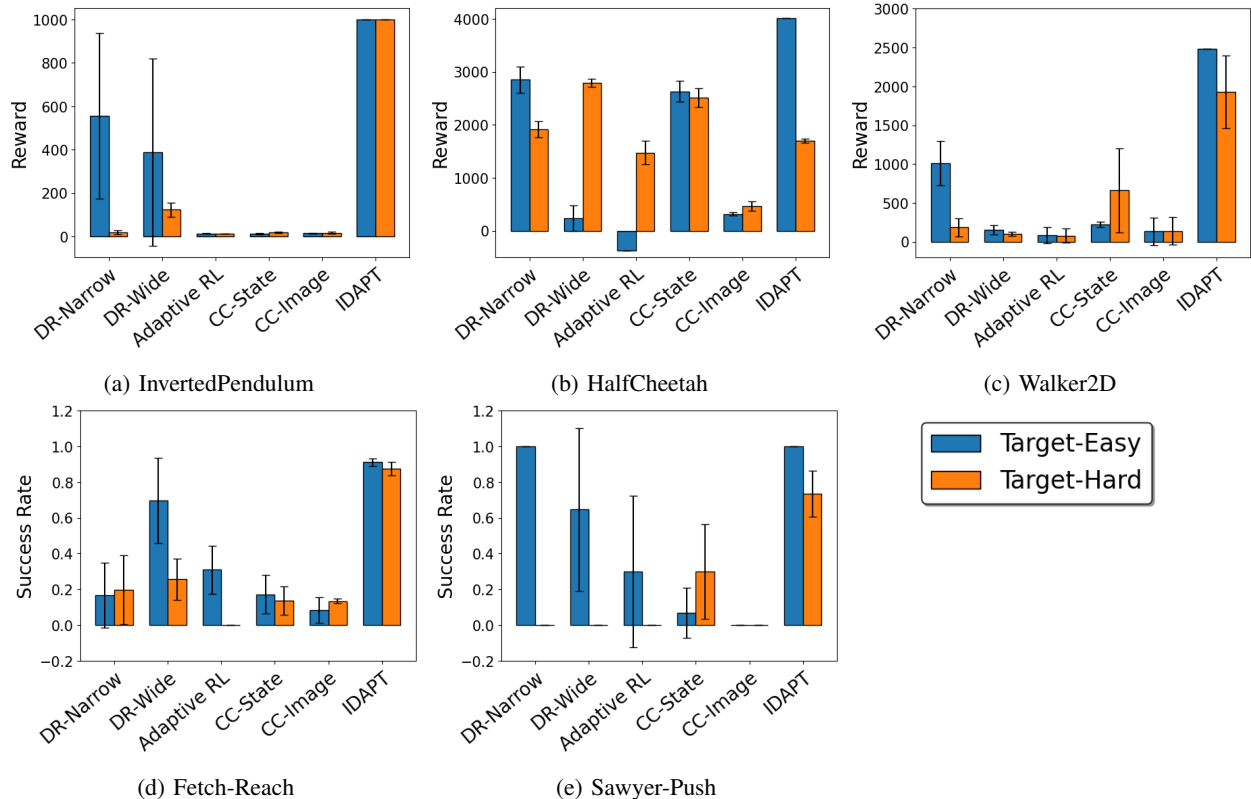 1000
800
600
400
200
0
Reward
DR-Narrow
DR-Wide
Adaptive RL
CC-State
CC-Image
IDAPT
(a) InvertedPendulum
4000
3000
2000
1000
0
Reward
DR-Narrow
DR-Wide
Adaptive RL
CC-State
CC-Image
IDAPT
(b) HalfCheetah
3000
2500
2000
1500
1000
500
0
Reward
DR-Narrow
DR-Wide
Adaptive RL
CC-State
CC-Image
IDAPT
(c) Walker2D
1.2
1.0
0.8
0.6
0.4
0.2
0.0
−0.2
Success Rate
DR-Narrow
DR-Wide
Adaptive RL
CC-State
CC-Image
IDAPT
(d) Fetch-Reach
1.2
1.0
0.8
0.6
0.4
0.2
0.0
−0.2
Success Rate
DR-Narrow
DR-Wide
Adaptive RL
CC-State
CC-Image
IDAPT
(e) Sawyer-Push
Target-Easy
Target-Hard